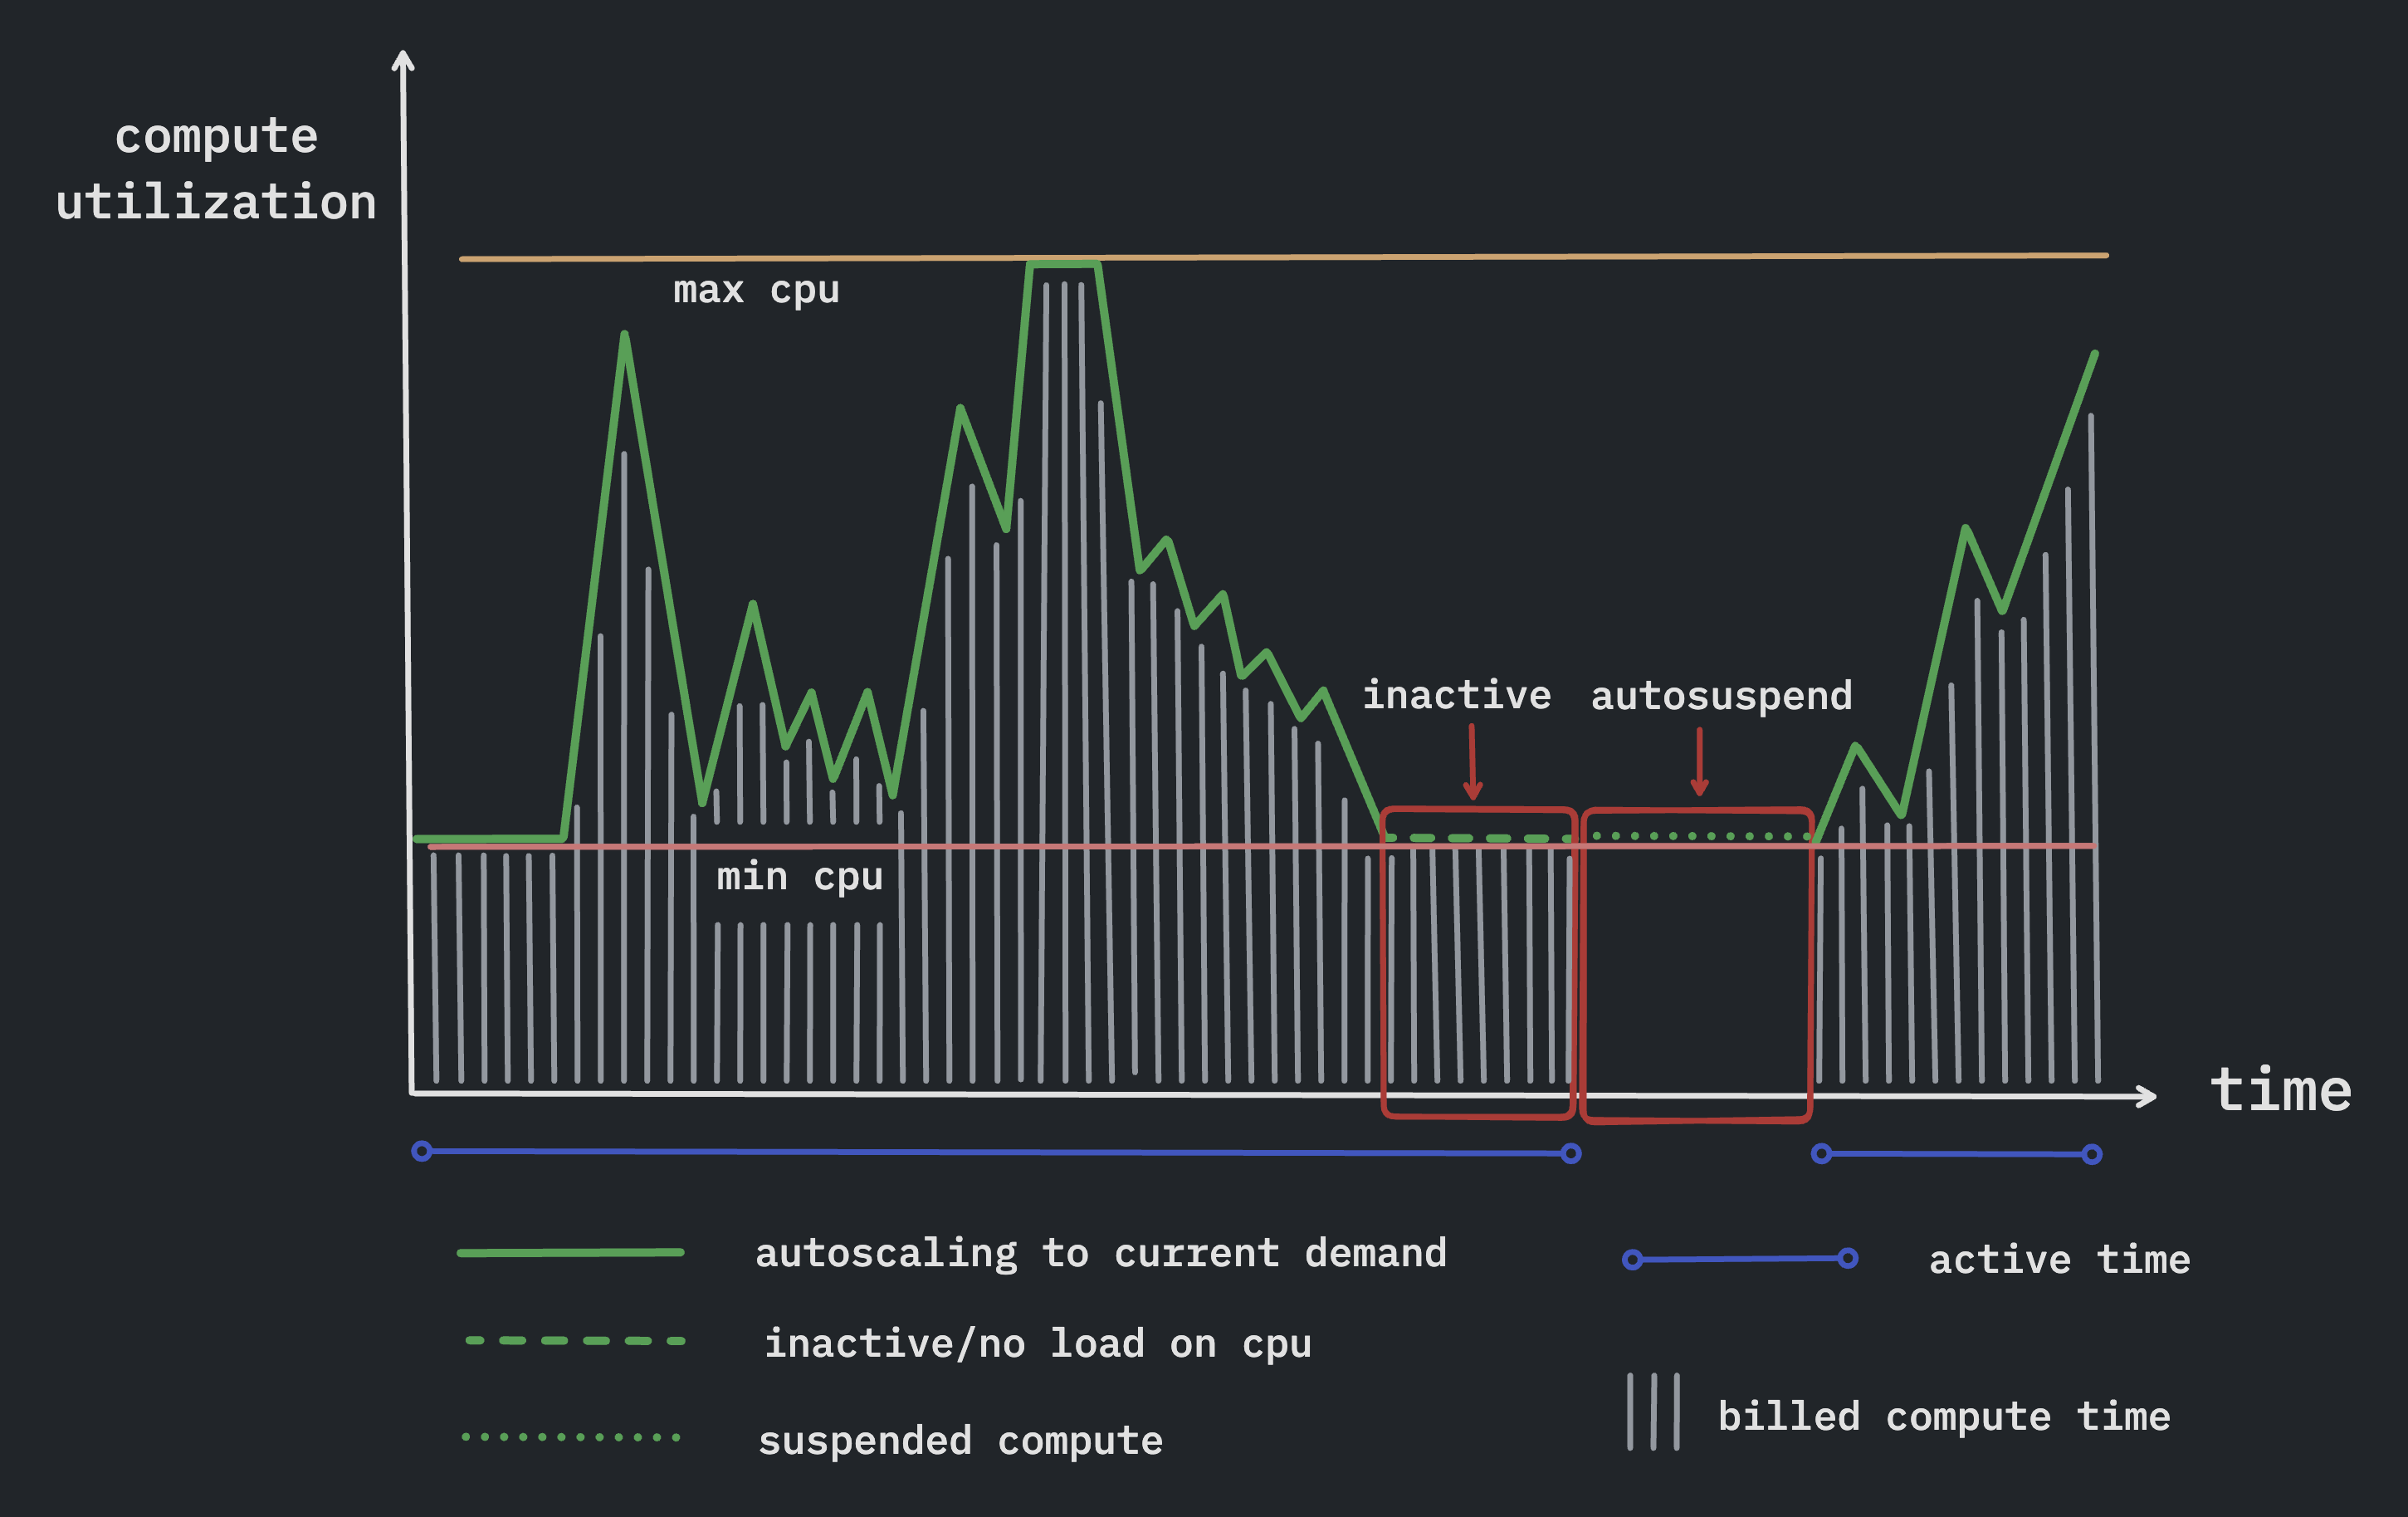 compute
utilization
max cpu
inactive
autosuspend
min cpu
time
autoscaling to current demand
active time
inactive/no load on cpu
billed compute time
suspended compute